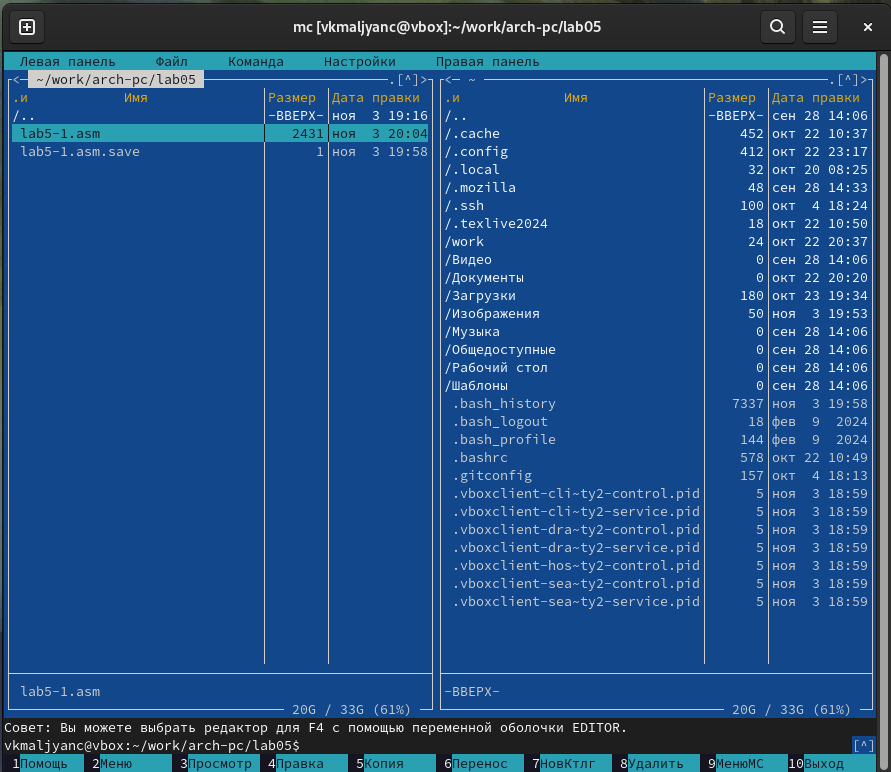 mc [vkmaljyanc@vbox]:~/work/arch-pc/lab05
Левая панель Файл Команда Настройки Правая панель
<— ~/work/arch-pc/lab05 .[^]> <— ~ .[^]>
.и Имя Размер Дата правки .и Имя Размер Дата правки
/.. -ВВЕРХ- ноя 3 19:16 /.. -ВВЕРХ- сен 28 14:06
lab5-1.asm 2431 ноя 3 20:04 /.cache 452 окт 22 10:37
lab5-1.asm.save 1 ноя 3 19:58 /.config 412 окт 22 23:17
/.local 32 окт 20 08:25
/.mozilla 48 сен 28 14:33
/.ssh 100 окт 4 18:24
/.texlive2024 18 окт 22 10:50
/work 24 окт 22 20:37
/Видео 0 сен 28 14:06
/Документы 0 окт 22 20:20
/Загрузки 180 окт 23 19:34
/Изображения 50 ноя 3 19:53
/Музыка 0 сен 28 14:06
/Общедоступные 0 сен 28 14:06
/Рабочий стол 0 сен 28 14:06
/Шаблоны 0 сен 28 14:06
.bash_history 7337 ноя 3 19:58
.bash_logout 18 фев 9 2024
.bash_profile 144 фев 9 2024
.bashrc 578 окт 22 10:49
.gitconfig 157 окт 4 18:13
.vboxclient-cli~ty2-control.pid 5 ноя 3 18:59
.vboxclient-cli~ty2-service.pid 5 ноя 3 18:59
.vboxclient-dra~ty2-control.pid 5 ноя 3 18:59
.vboxclient-dra~ty2-service.pid 5 ноя 3 18:59
.vboxclient-hos~ty2-control.pid 5 ноя 3 18:59
.vboxclient-sea~ty2-control.pid 5 ноя 3 18:59
.vboxclient-sea~ty2-service.pid 5 ноя 3 18:59
lab5-1.asm -ВВЕРХ-
20G / 33G (61%) 20G / 33G (61%)
Совет: Вы можете выбрать редактор для F4 с помощью переменной оболочки EDITOR.
vkmaljyanc@vbox:~/work/arch-pc/lab05$ [^]
1Помощь 2Меню 3Просмотр 4Правка 5Копия 6Перенос 7НовКтлг 8Удалить 9МенюМС 10Выход